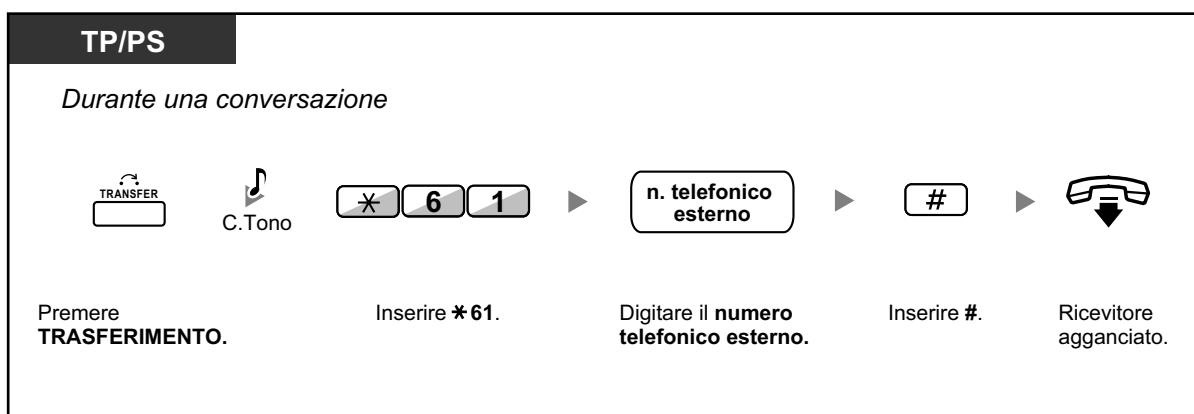 TP/PS
Durante una conversazione
TRANSFER
C.Tono
* 6 1
n. telefonico
esterno
#
Premere
TRASFERIMENTO.
Inserire *61.
Digitare il numero
telefonico esterno.
Inserire #.
Ricevitore
agganciato.